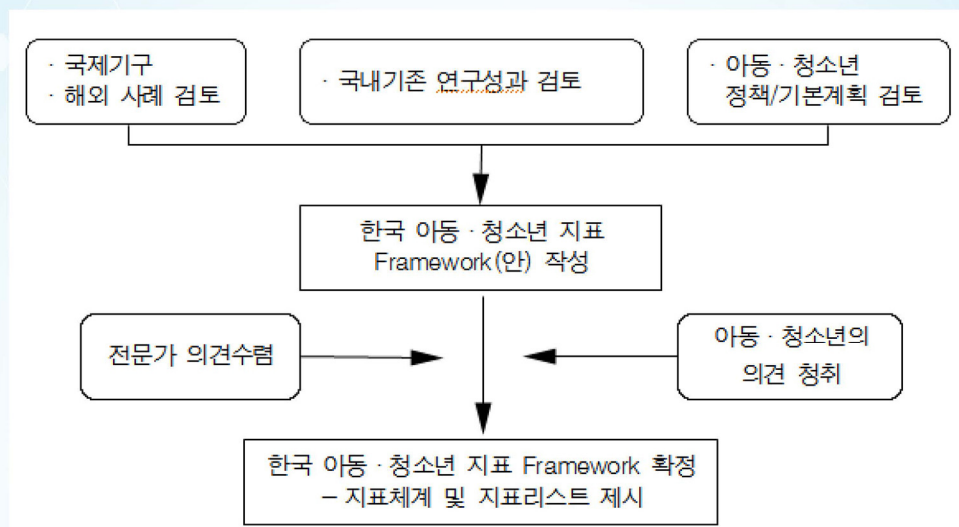 · 국제기구
· 해외 사례 검토
· 국내기존 연구성과 검토
· 아동 · 청소년
정책/기본계획 검토
한국 아동 · 청소년 지표
Framework(안) 작성
전문가 의견수렴
아동 · 청소년의
의견 청취
한국 아동 · 청소년 지표 Framework 확정
– 지표체계 및 지표리스트 제시